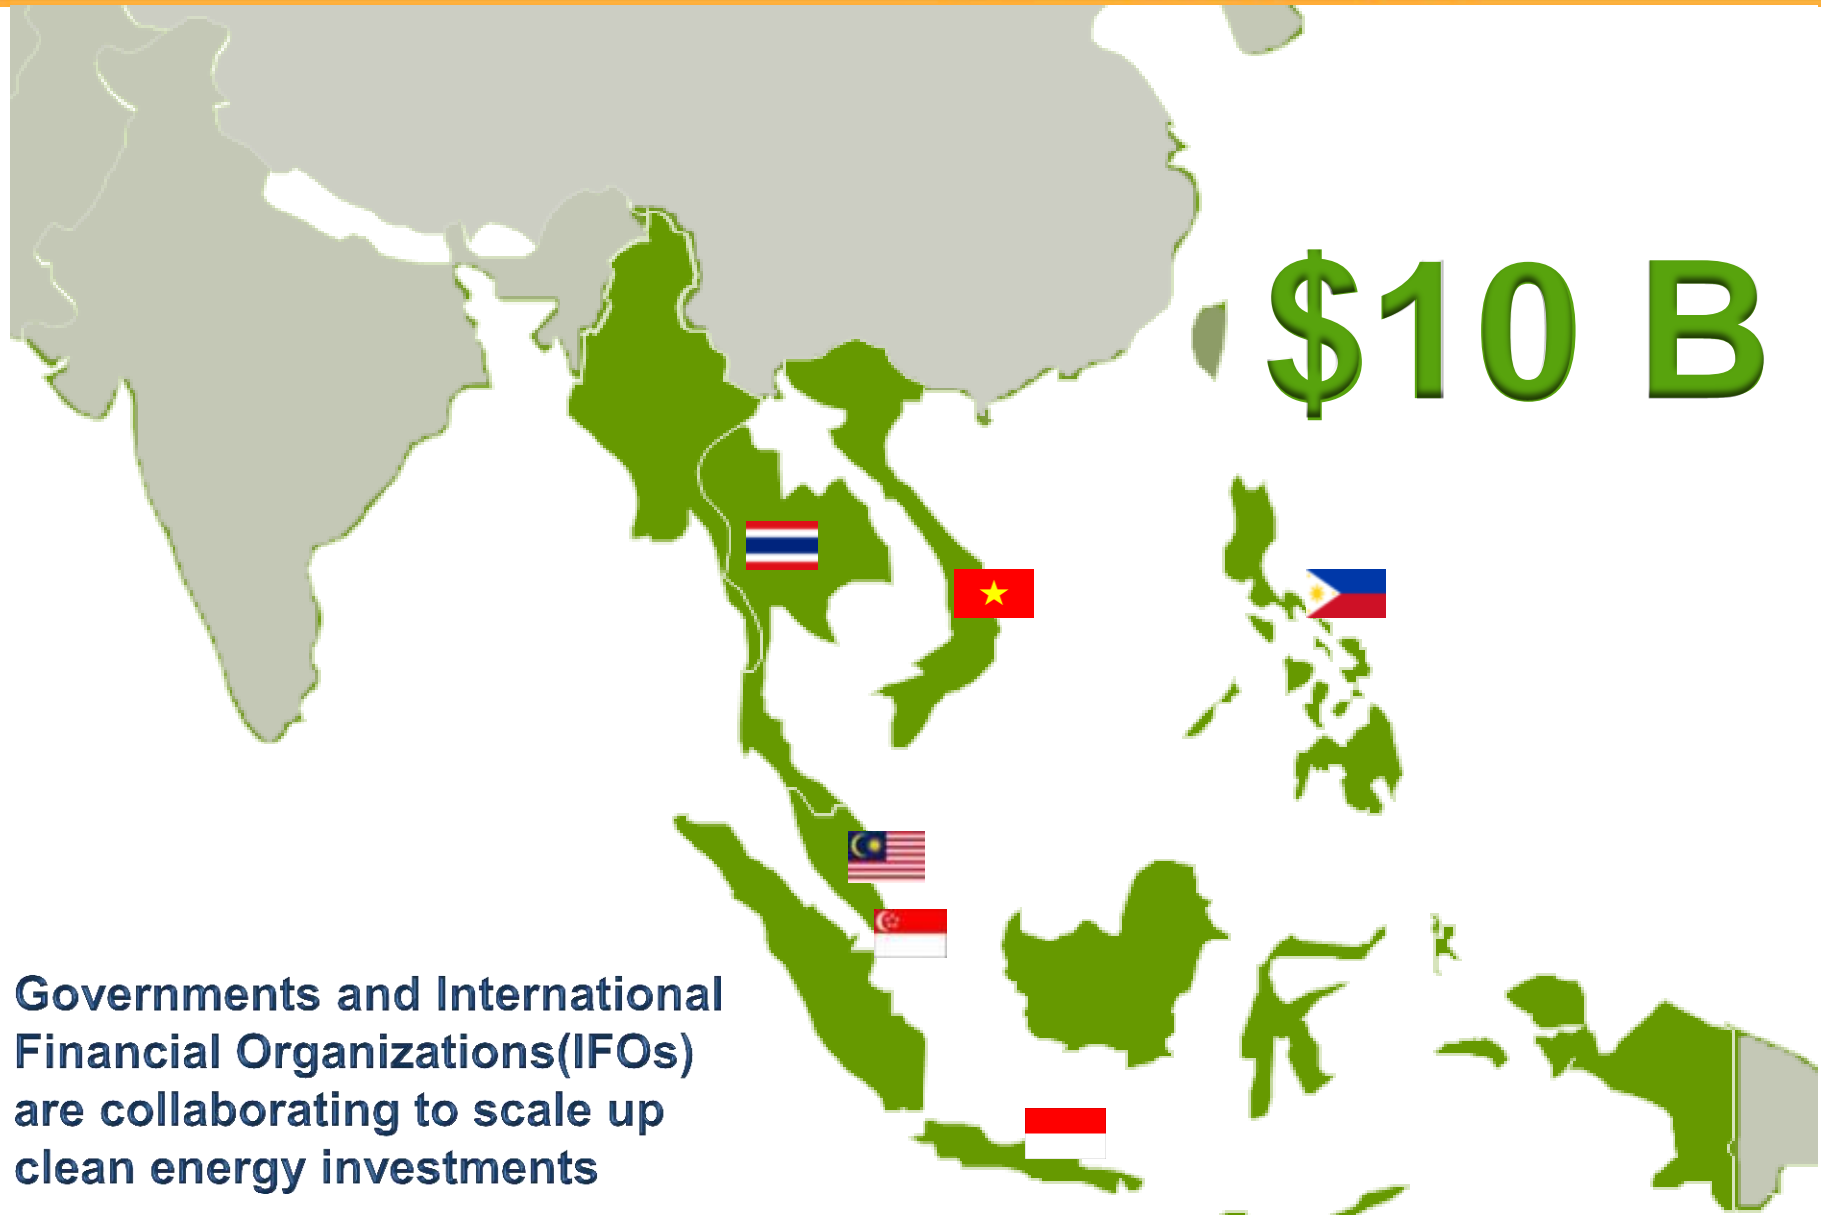 $10 B
Governments and International
Financial Organizations(IFOs)
are collaborating to scale up
clean energy investments